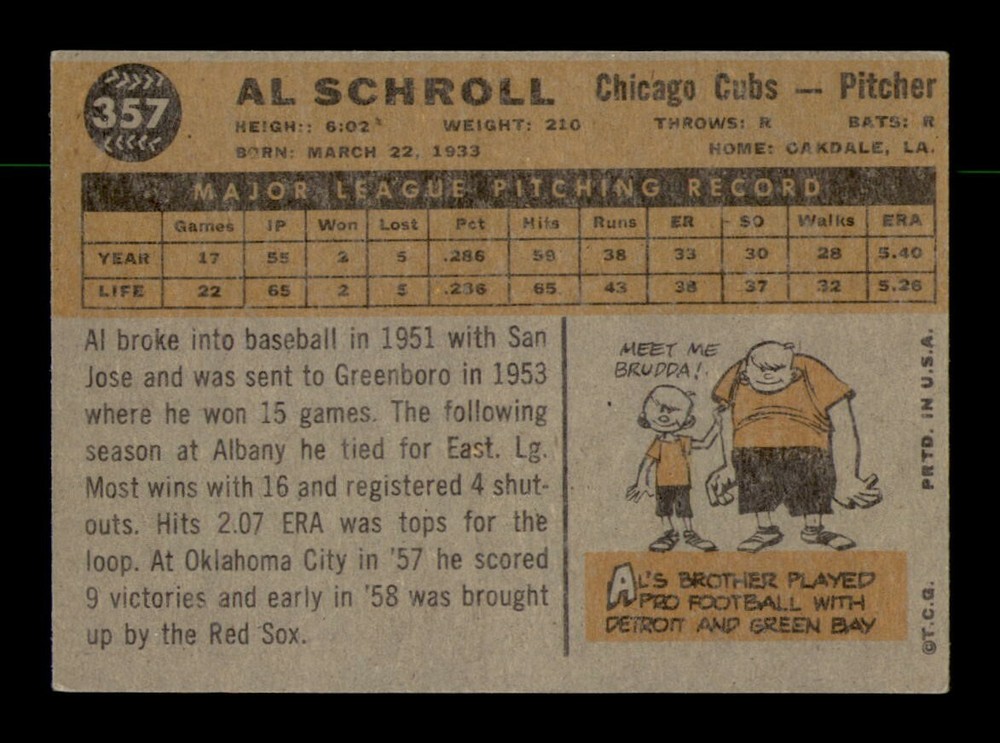 357
AL SCHROLL Chicago Cubs — Pitcher
HEIGH:: 6:02 WEIGHT: 210 THROWS: R BATS: R
BORN: MARCH 22, 1933 HOME: OAKDALE, LA.
MAJOR LEAGUE PITCHING RECORD
Games IP Won Lost Pct Hits Runs ER SO Walks ERA
YEAR 17 55 2 5 .286 59 38 33 30 28 5.40
LIFE 22 65 2 5 .286 65 43 38 37 32 5.26
Al broke into baseball in 1951 with San
Jose and was sent to Greenboro in 1953
where he won 15 games. The following
season at Albany he tied for East. Lg.
Most wins with 16 and registered 4 shut-
outs. Hits 2.07 ERA was tops for the
loop. At Oklahoma City in '57 he scored
9 victories and early in '58 was brought
up by the Red Sox.
MEET ME
BRUDDA!
AL'S BROTHER PLAYED
PRO FOOTBALL WITH
DETROIT AND GREEN BAY
©T.C.G. PRTD. IN U.S.A.